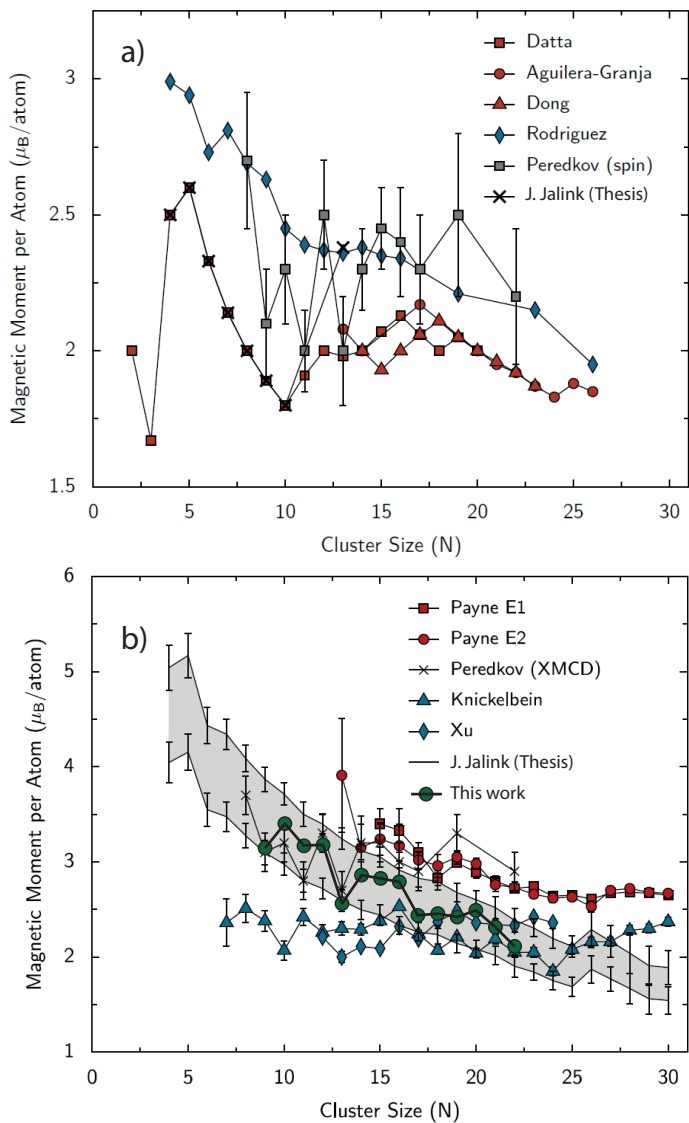 a)
Datta
Aguilera-Granja
Dong
Rodriguez
Peredkov (spin)
J. Jalink (Thesis)
Magnetic Moment per Atom (μB/atom)
3
2.5
2
1.5
0 5 10 15 20 25 30
Cluster Size (N)
b)
Payne E1
Payne E2
Peredkov (XMCD)
Knickelbein
Xu
J. Jalink (Thesis)
This work
Magnetic Moment per Atom (μB/atom)
6
5
4
3
2
1
0 5 10 15 20 25 30
Cluster Size (N)